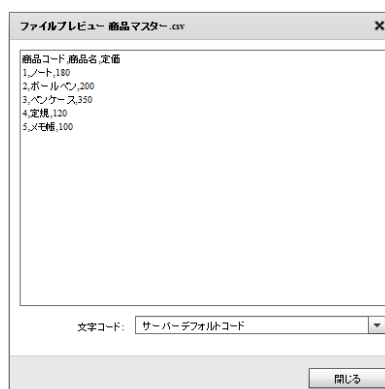 ファイルプレビュー 商品マスター.csv
商品コード,商品名,定価
1,ノート,180
2,ボールペン,200
3,ペンケース,350
4,定規,120
5,メモ帳,100
文字コード: サーバーデフォルトコード
閉じる